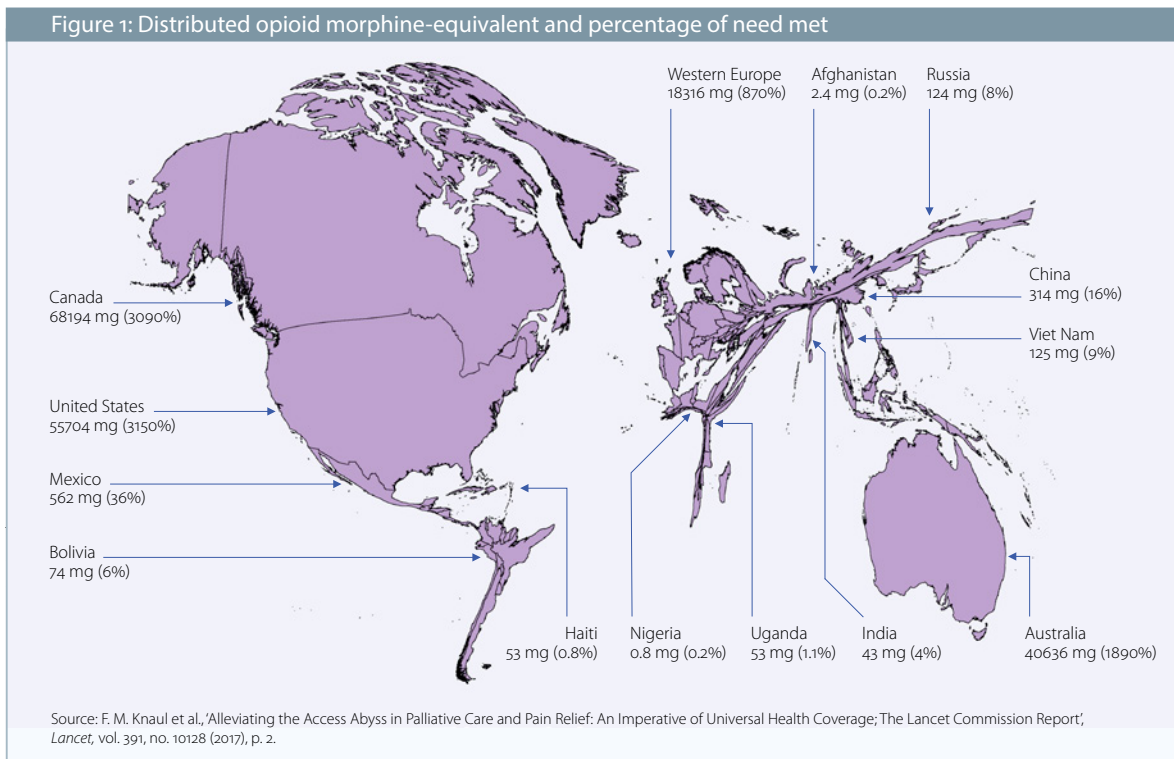 Figure 1: Distributed opioid morphine-equivalent and percentage of need met
Western Europe
18316 mg (870%)
Afghanistan
2.4 mg (0.2%)
Russia
124 mg (8%)
China
314 mg (16%)
Viet Nam
125 mg (9%)
Canada
68194 mg (3090%)
United States
55704 mg (3150%)
Mexico
562 mg (36%)
Bolivia
74 mg (6%)
Haiti
53 mg (0.8%)
Nigeria
0.8 mg (0.2%)
Uganda
53 mg (1.1%)
India
43 mg (4%)
Australia
40636 mg (1890%)
Source: F. M. Knaul et al., ‘Alleviating the Access Abyss in Palliative Care and Pain Relief: An Imperative of Universal Health Coverage; The Lancet Commission Report’,
Lancet, vol. 391, no. 10128 (2017), p. 2.